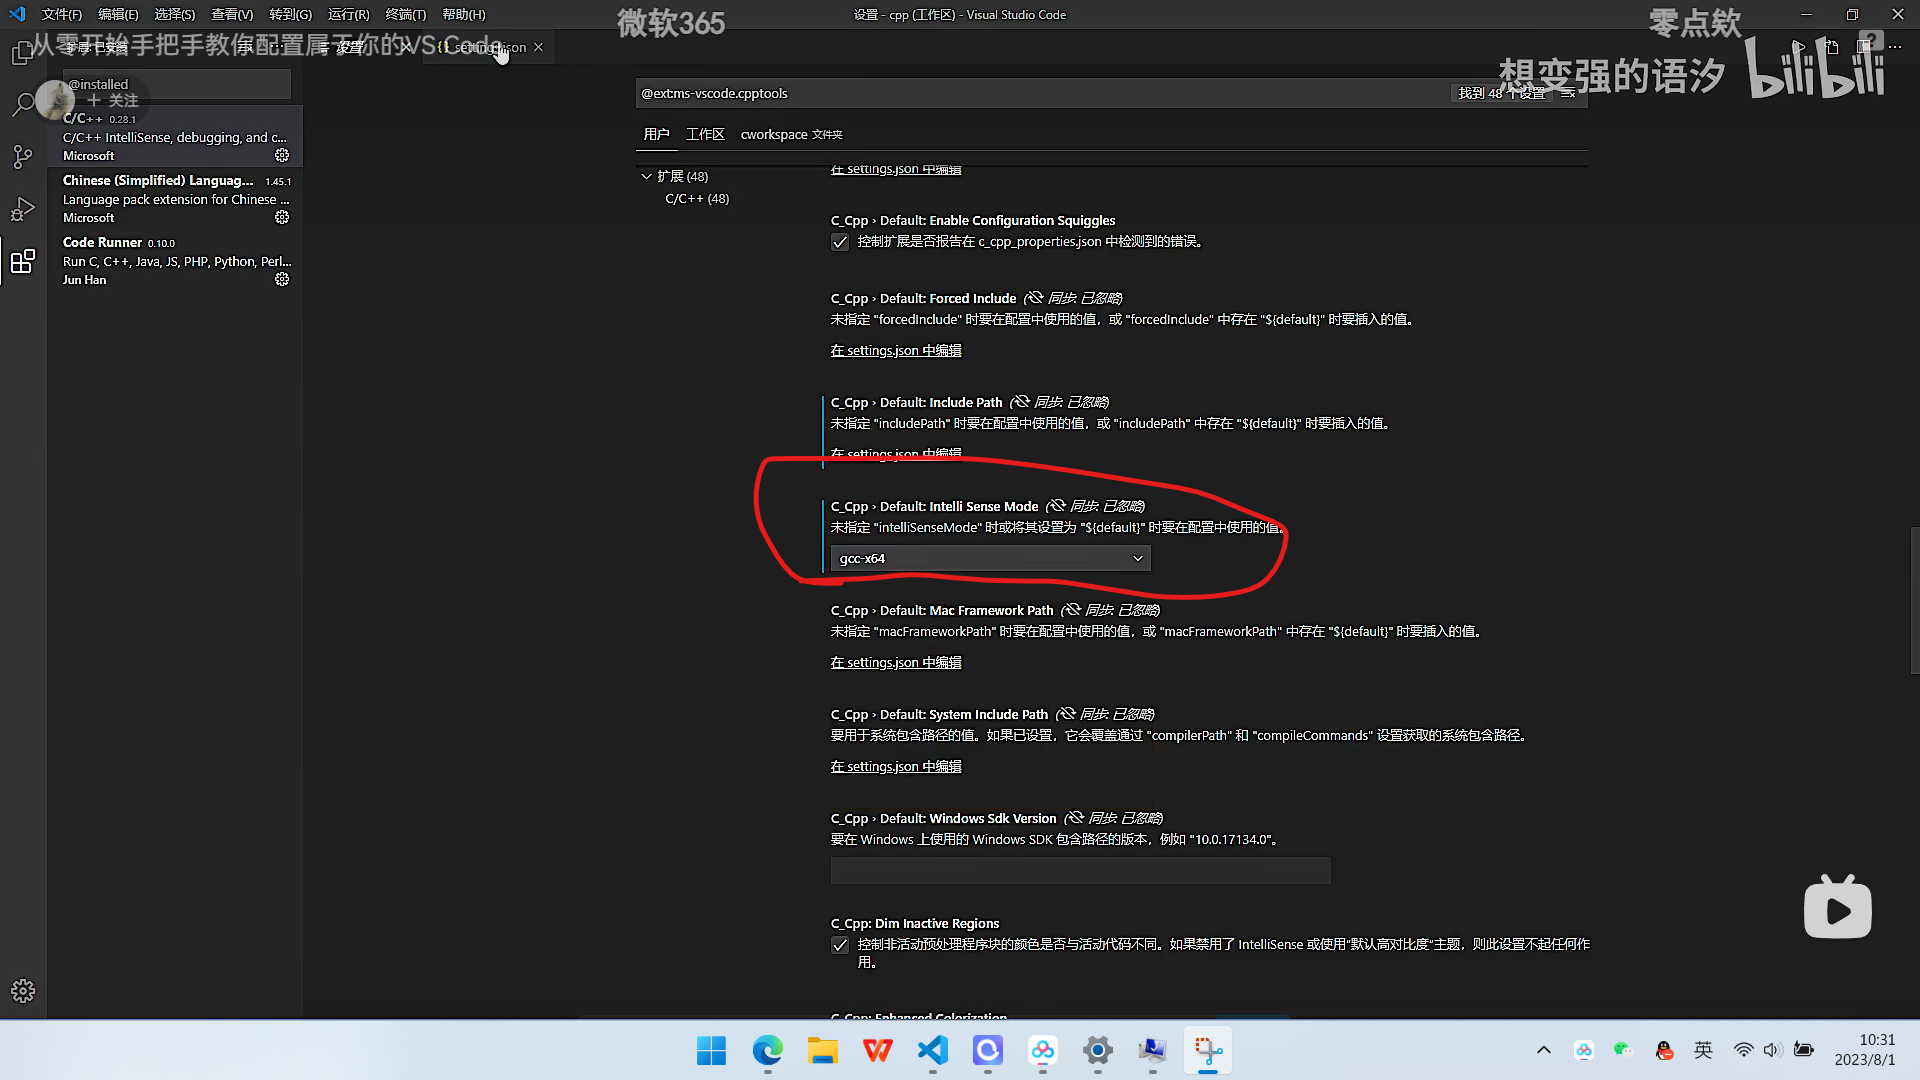 文件(F) 编辑(E) 选择(S) 查看(V) 转到(G) 运行(R) 终端(T) 帮助(H)
微软365
设置 - cpp (工作区) - Visual Studio Code
零点欸
从零开始手把手教你配置属于你的VS Code
settings.json
想变强的语汐
bilibili
@installed
关注
C/C++ 0.28.1
C/C++ IntelliSense, debugging, and c...
Microsoft
Chinese (Simplified) Languag... 1.45.1
Language pack extension for Chinese ...
Microsoft
Code Runner 0.10.0
Run C, C++, Java, JS, PHP, Python, Perl...
Jun Han
@ext:ms-vscode.cpptools
找到 48 个设置
用户 工作区 cworkspace 文件夹
扩展 (48)
C/C++ (48)
在 settings.json 中编辑
C_Cpp › Default: Enable Configuration Squiggles
控制扩展是否报告在 c_cpp_properties.json 中检测到的错误。
C_Cpp › Default: Forced Include (同步: 已忽略)
未指定 "forcedInclude" 时要在配置中使用的值，或 "forcedInclude" 中存在 "${default}" 时要插入的值。
在 settings.json 中编辑
C_Cpp › Default: Include Path (同步: 已忽略)
未指定 "includePath" 时要在配置中使用的值，或 "includePath" 中存在 "${default}" 时要插入的值。
在 settings.json 中编辑
C_Cpp › Default: Intelli Sense Mode (同步: 已忽略)
未指定 "intelliSenseMode" 时或将其设置为 "${default}" 时要在配置中使用的值。
gcc-x64
C_Cpp › Default: Mac Framework Path (同步: 已忽略)
未指定 "macFrameworkPath" 时要在配置中使用的值，或 "macFrameworkPath" 中存在 "${default}" 时要插入的值。
在 settings.json 中编辑
C_Cpp › Default: System Include Path (同步: 已忽略)
要用于系统包含路径的值。如果已设置，它会覆盖通过 "compilerPath" 和 "compileCommands" 设置获取的系统包含路径。
在 settings.json 中编辑
C_Cpp › Default: Windows Sdk Version (同步: 已忽略)
要在 Windows 上使用的 Windows SDK 包含路径的版本，例如 "10.0.17134.0"。
C_Cpp: Dim Inactive Regions
控制非活动预处理程序块的颜色是否与活动代码不同。如果禁用了 IntelliSense 或使用"默认高对比度"主题，则此设置不起任何作
用。
C_Cpp: Enhanced Colorization
英
10:31
2023/8/1